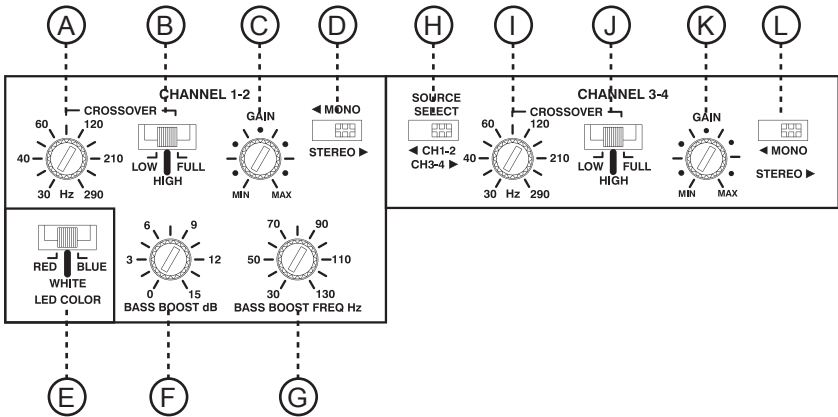 A B C D H I J K L
CHANNEL 1-2
CHANNEL 3-4
CROSSOVER
60 120
40 210
30 Hz 290
LOW FULL
HIGH
GAIN
MIN MAX
◀ MONO
STEREO ▶
SOURCE
SELECT
◀ CH1-2
CH3-4 ▶
CROSSOVER
60 120
40 210
30 Hz 290
LOW FULL
HIGH
GAIN
MIN MAX
◀ MONO
STEREO ▶
RED BLUE
WHITE
LED COLOR
6 9
3 12
0 15
BASS BOOST dB
70 90
50 110
30 130
BASS BOOST FREQ Hz
E F G